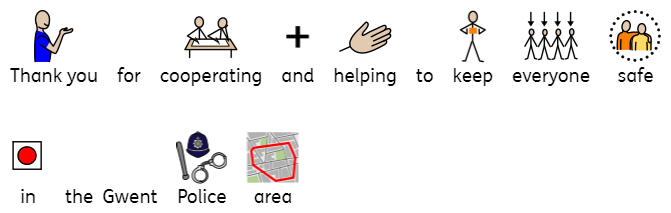 Thank you for cooperating and helping to keep everyone safe
in the Gwent Police area